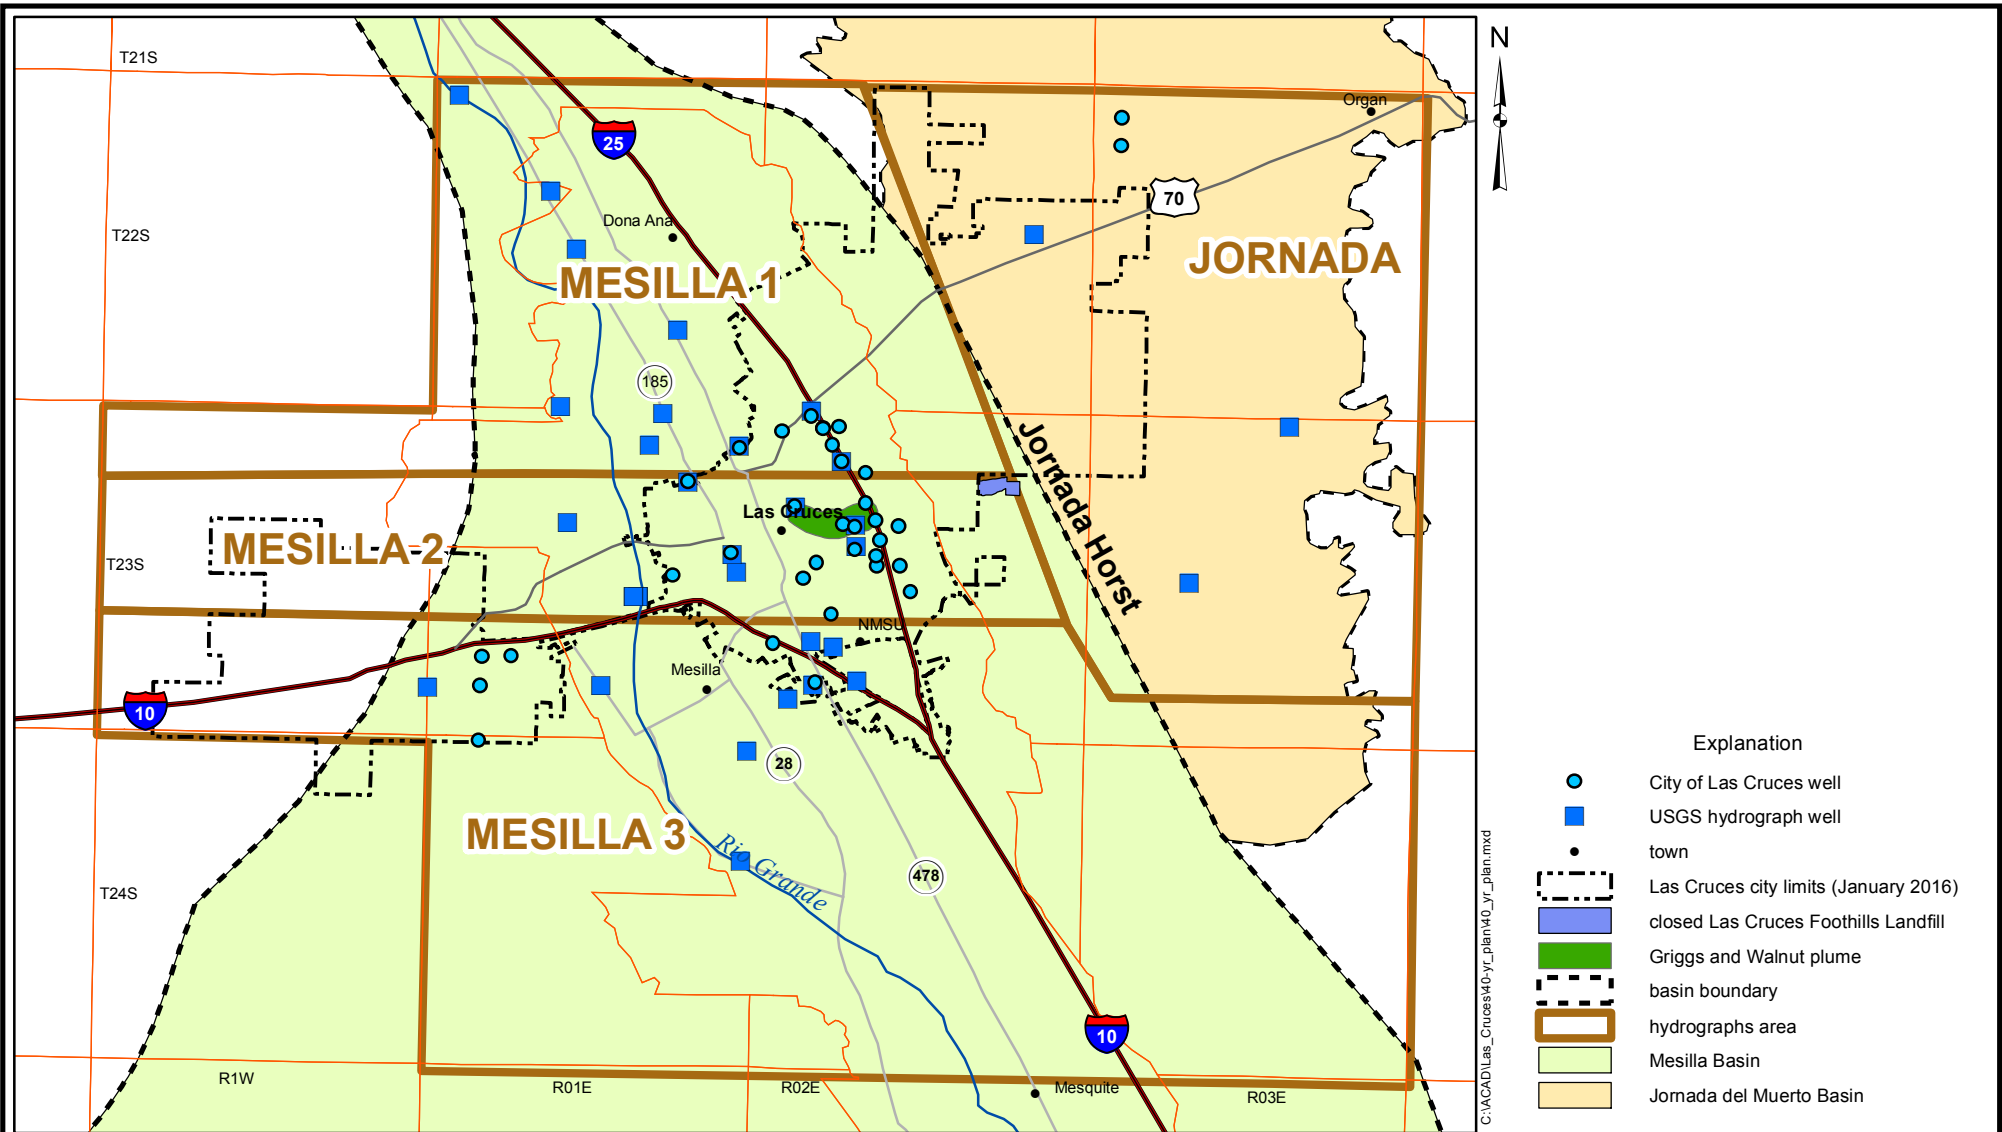 T21S
N
Organ
25
70
Dona Ana
T22S
JORNADA
MESILLA 1
185
Jornada Horst
Las Cruces
MESILLA 2
T23S
NMSU
Mesilla
10
28
MESILLA 3
Rio Grande
478
T24S
10
R1W
R01E
R02E
Mesquite
R03E
C:\ACAD\Las_Cruces\40-yr_plan\40_yr_plan.mxd
Explanation
City of Las Cruces well
USGS hydrograph well
town
Las Cruces city limits (January 2016)
closed Las Cruces Foothills Landfill
Griggs and Walnut plume
basin boundary
hydrographs area
Mesilla Basin
Jornada del Muerto Basin